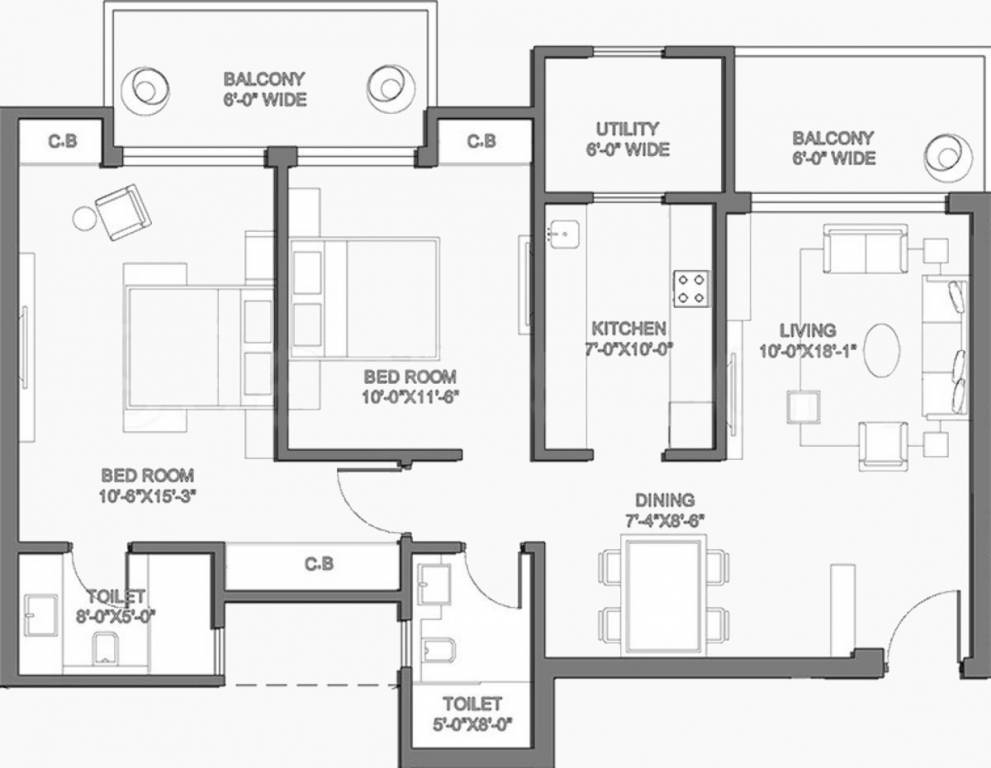 BALCONY
6'-0" WIDE
C.B
C.B
UTILITY
6'-0" WIDE
BALCONY
6'-0" WIDE
KITCHEN
7'-0"X10'-0"
LIVING
10'-0"X18'-1"
BED ROOM
10'-0"X11'-6"
BED ROOM
10'-6"X15'-3"
DINING
7'-4"X8'-6"
C.B
TOILET
8'-0"X5'-0"
TOILET
5'-0"X8'-0"